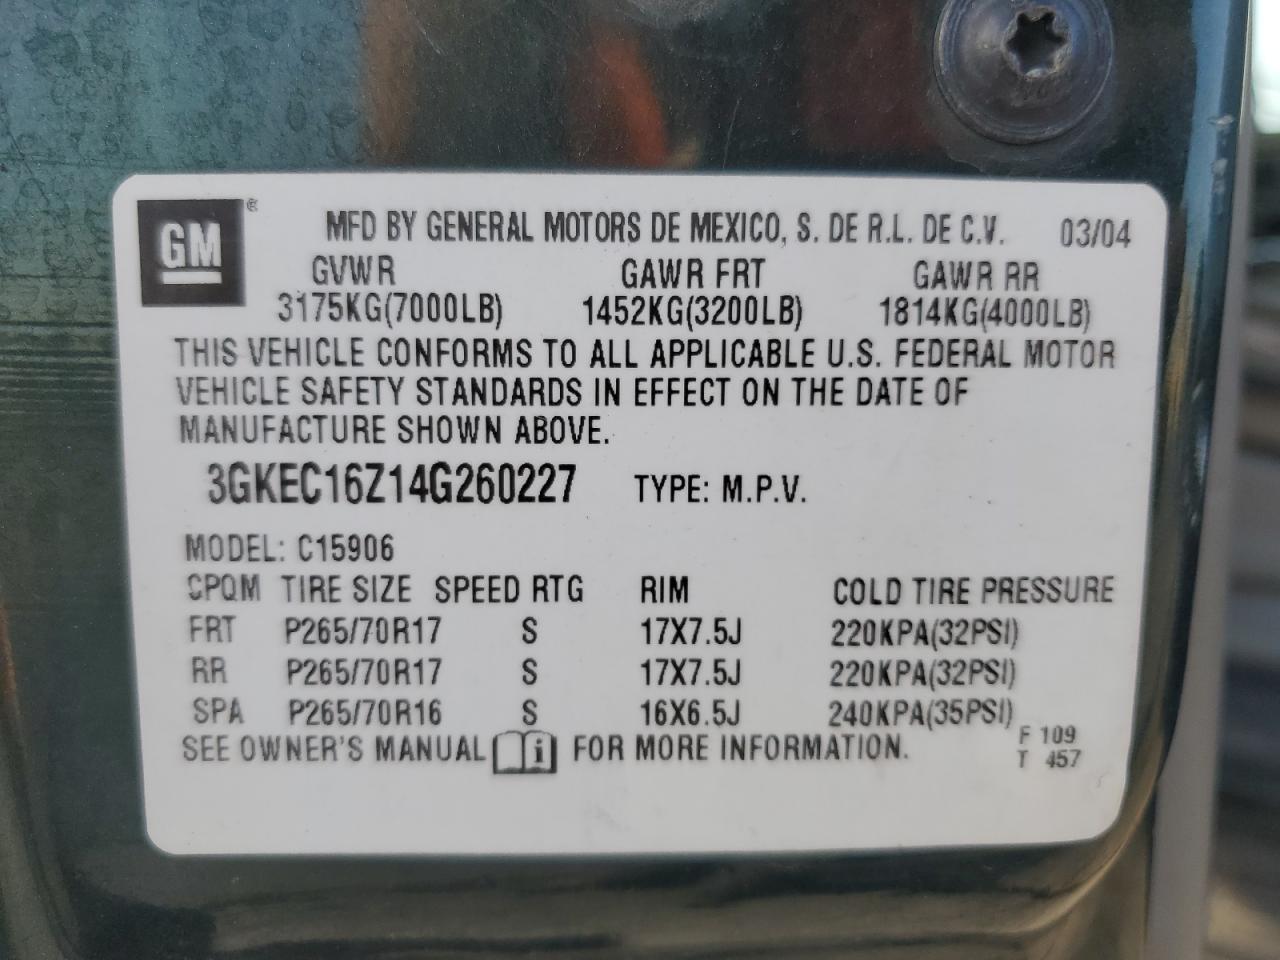 GM ®
MFD BY GENERAL MOTORS DE MEXICO, S. DE R.L. DE C.V. 03/04
GVWR GAWR FRT GAWR RR
3175KG(7000LB) 1452KG(3200LB) 1814KG(4000LB)
THIS VEHICLE CONFORMS TO ALL APPLICABLE U.S. FEDERAL MOTOR
VEHICLE SAFETY STANDARDS IN EFFECT ON THE DATE OF
MANUFACTURE SHOWN ABOVE.
3GKEC16Z14G260227 TYPE: M.P.V.
MODEL: C15906
CPQM TIRE SIZE SPEED RTG RIM COLD TIRE PRESSURE
FRT P265/70R17 S 17X7.5J 220KPA(32PSI)
RR P265/70R17 S 17X7.5J 220KPA(32PSI)
SPA P265/70R16 S 16X6.5J 240KPA(35PSI)
SEE OWNER'S MANUAL i FOR MORE INFORMATION.
F 109
T 457